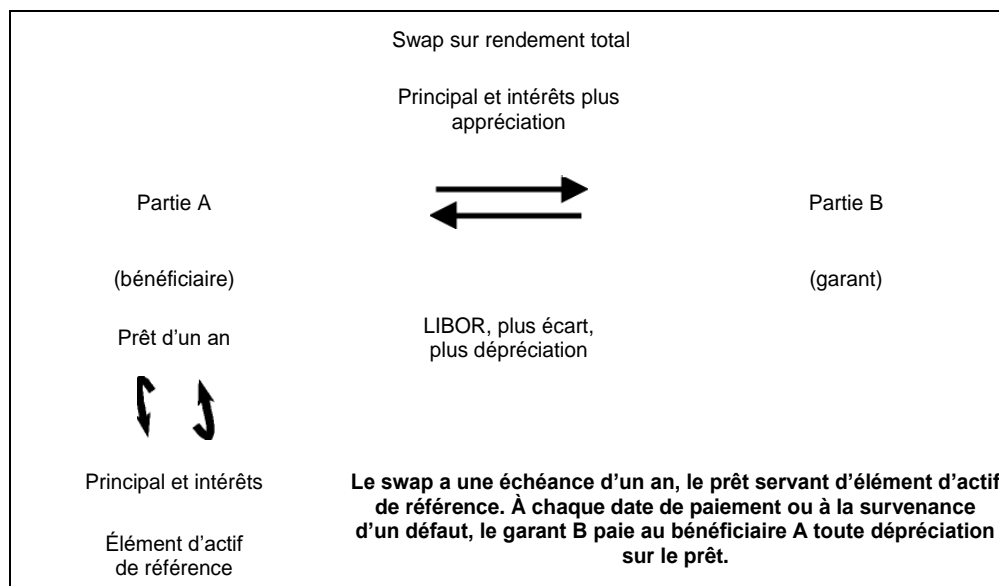 Swap sur rendement total
Principal et intérêts plus
appréciation
Partie A
Partie B
(bénéficiaire)
(garant)
Prêt d’un an
LIBOR, plus écart,
plus dépréciation
Principal et intérêts
Élément d’actif
de référence
Le swap a une échéance d’un an, le prêt servant d’élément d’actif
de référence. À chaque date de paiement ou à la survenance
d’un défaut, le garant B paie au bénéficiaire A toute dépréciation
sur le prêt.